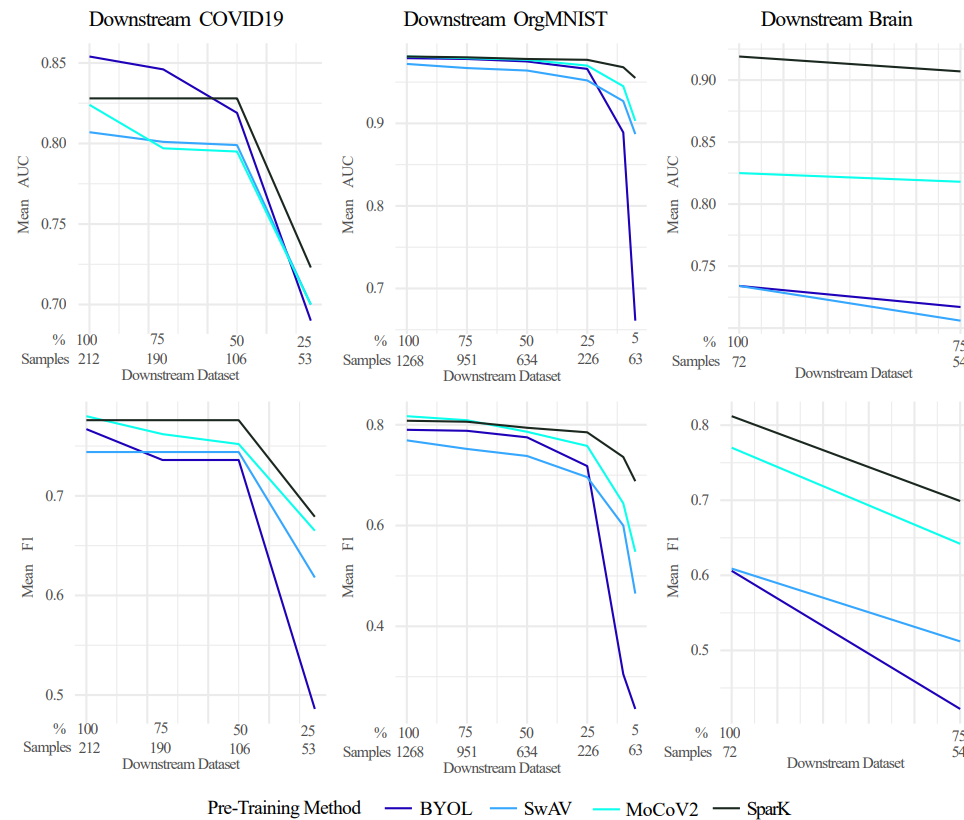 Downstream COVID19
Downstream OrgMNIST
Downstream Brain
Mean AUC
0.85
0.80
0.75
0.70
% 100 75 50 25
Samples 212 190 106 53
Downstream Dataset
Mean AUC
0.9
0.8
0.7
% 100 75 50 25 5
Samples 1268 951 634 226 63
Downstream Dataset
Mean AUC
0.90
0.85
0.80
0.75
% 100 75
Samples 72 54
Downstream Dataset
Mean F1
0.7
0.6
0.5
% 100 75 50 25
Samples 212 190 106 53
Downstream Dataset
Mean F1
0.8
0.6
0.4
% 100 75 50 25 5
Samples 1268 951 634 226 63
Downstream Dataset
Mean F1
0.8
0.7
0.6
0.5
% 100 75
Samples 72 54
Downstream Dataset
Pre-Training Method BYOL SwAV MoCoV2 SparK